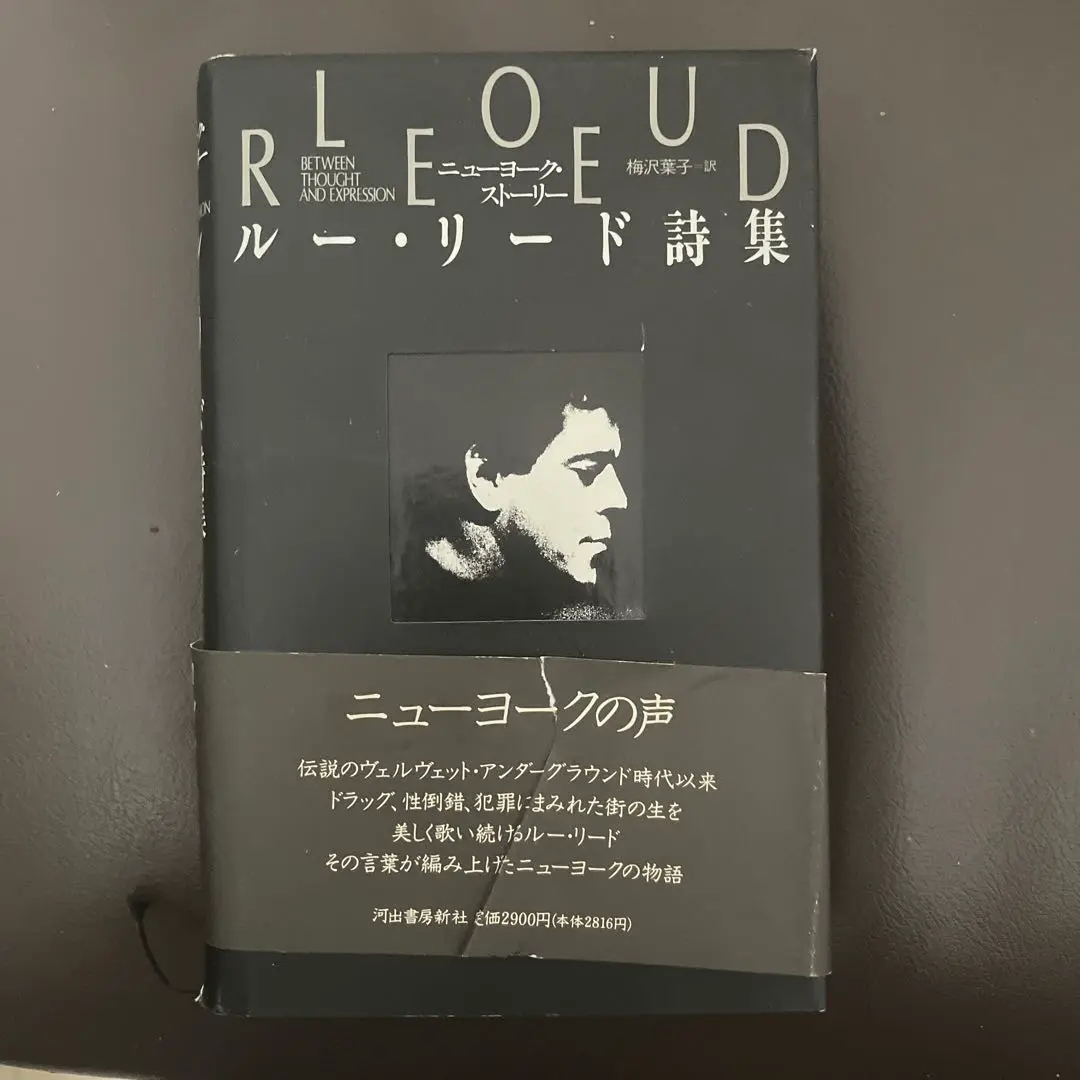 LOU
REED
BETWEEN
THOUGHT
AND EXPRESSION
ニューヨーク・
ストーリー
梅沢葉子=訳
ルー・リード詩集
ニューヨークの声
伝説のヴェルヴェット・アンダーグラウンド時代以来
ドラッグ、性倒錯、犯罪にまみれた街の生を
美しく歌い続けるルー・リード
その言葉が編み上げたニューヨークの物語
河出書房新社 定価2900円(本体2816円)